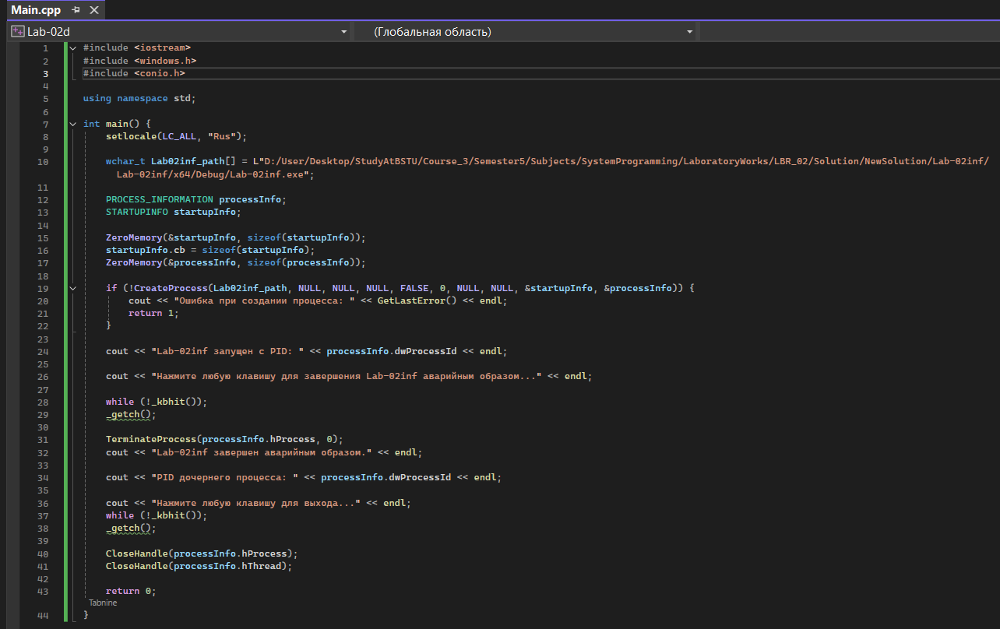 Main.cpp
Lab-02d (Глобальная область)
1 #include <iostream>
2 #include <windows.h>
3 #include <conio.h>
4
5 using namespace std;
6
7 int main() {
8 setlocale(LC_ALL, "Rus");
9
10 wchar_t Lab02inf_path[] = L"D:/User/Desktop/StudyAtBSTU/Course_3/Semester5/Subjects/SystemProgramming/LaboratoryWorks/LBR_02/Solution/NewSolution/Lab-02inf/
Lab-02inf/x64/Debug/Lab-02inf.exe";
11
12 PROCESS_INFORMATION processInfo;
13 STARTUPINFO startupInfo;
14
15 ZeroMemory(&startupInfo, sizeof(startupInfo));
16 startupInfo.cb = sizeof(startupInfo);
17 ZeroMemory(&processInfo, sizeof(processInfo));
18
19 if (!CreateProcess(Lab02inf_path, NULL, NULL, NULL, FALSE, 0, NULL, NULL, &startupInfo, &processInfo)) {
20 cout << "Ошибка при создании процесса: " << GetLastError() << endl;
21 return 1;
22 }
23
24 cout << "Lab-02inf запущен с PID: " << processInfo.dwProcessId << endl;
25
26 cout << "Нажмите любую клавишу для завершения Lab-02inf аварийным образом..." << endl;
27
28 while (!_kbhit());
29 _getch();
30
31 TerminateProcess(processInfo.hProcess, 0);
32 cout << "Lab-02inf завершен аварийным образом." << endl;
33
34 cout << "PID дочернего процесса: " << processInfo.dwProcessId << endl;
35
36 cout << "Нажмите любую клавишу для выхода..." << endl;
37 while (!_kbhit());
38 _getch();
39
40 CloseHandle(processInfo.hProcess);
41 CloseHandle(processInfo.hThread);
42
43 return 0;
Tabnine
44 }